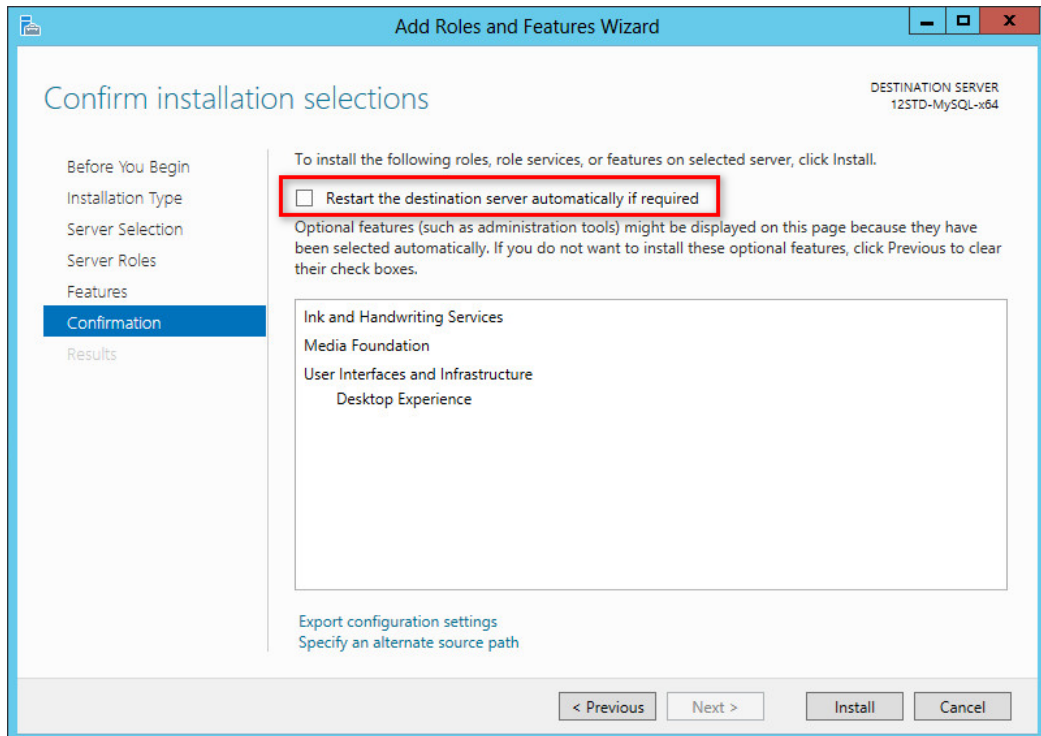 Add Roles and Features Wizard
Confirm installation selections
DESTINATION SERVER
12STD-MySQL-x64
Before You Begin
Installation Type
Server Selection
Server Roles
Features
Confirmation
Results
To install the following roles, role services, or features on selected server, click Install.
Restart the destination server automatically if required
Optional features (such as administration tools) might be displayed on this page because they have
been selected automatically. If you do not want to install these optional features, click Previous to clear
their check boxes.
Ink and Handwriting Services
Media Foundation
User Interfaces and Infrastructure
Desktop Experience
Export configuration settings
Specify an alternate source path
< Previous
Next >
Install
Cancel